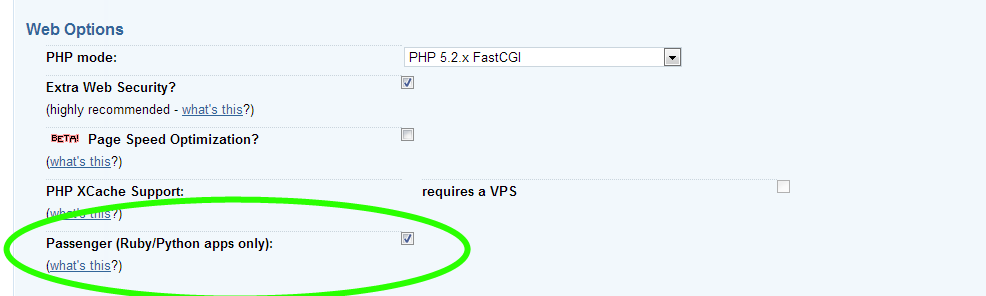 Web Options
PHP mode: PHP 5.2.x FastCGI
Extra Web Security?
(highly recommended - what's this?)
BETA! Page Speed Optimization?
(what's this?)
PHP XCache Support: requires a VPS
(what's this?)
Passenger (Ruby/Python apps only):
(what's this?)